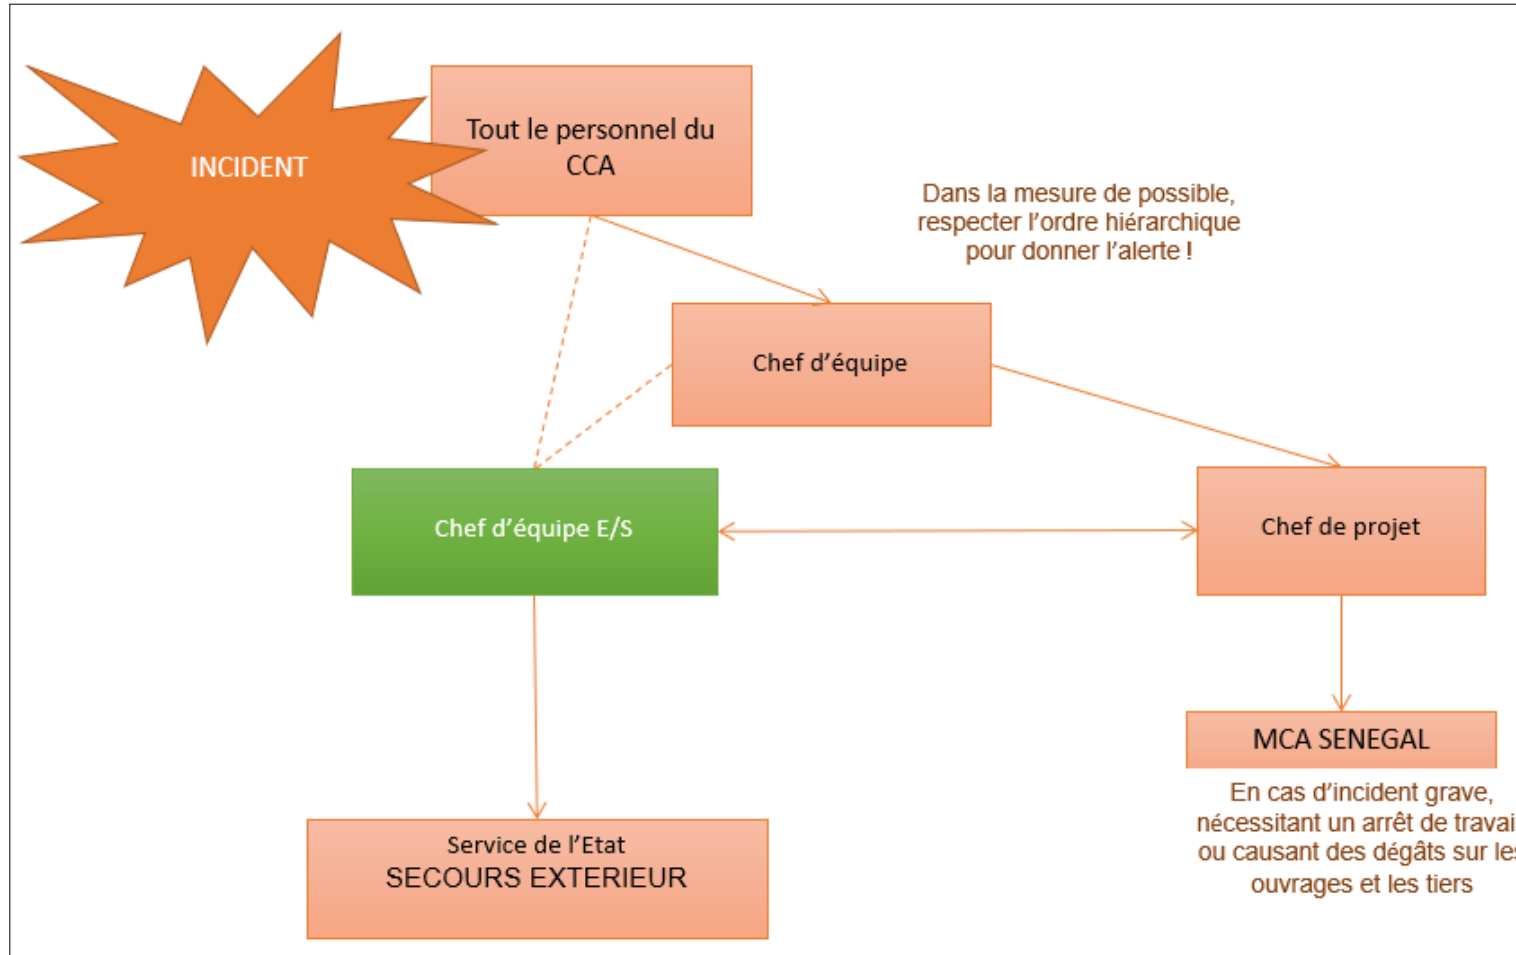 INCIDENT
Tout le personnel du
CCA
Dans la mesure de possible,
respecter l’ordre hiérarchique
pour donner l’alerte !
Chef d’équipe
Chef d’équipe E/S
Chef de projet
MCA SENEGAL
En cas d’incident grave,
nécessitant un arrêt de travai
ou causant des dégâts sur les
ouvrages et les tiers
Service de l’Etat
SECOURS EXTERIEUR